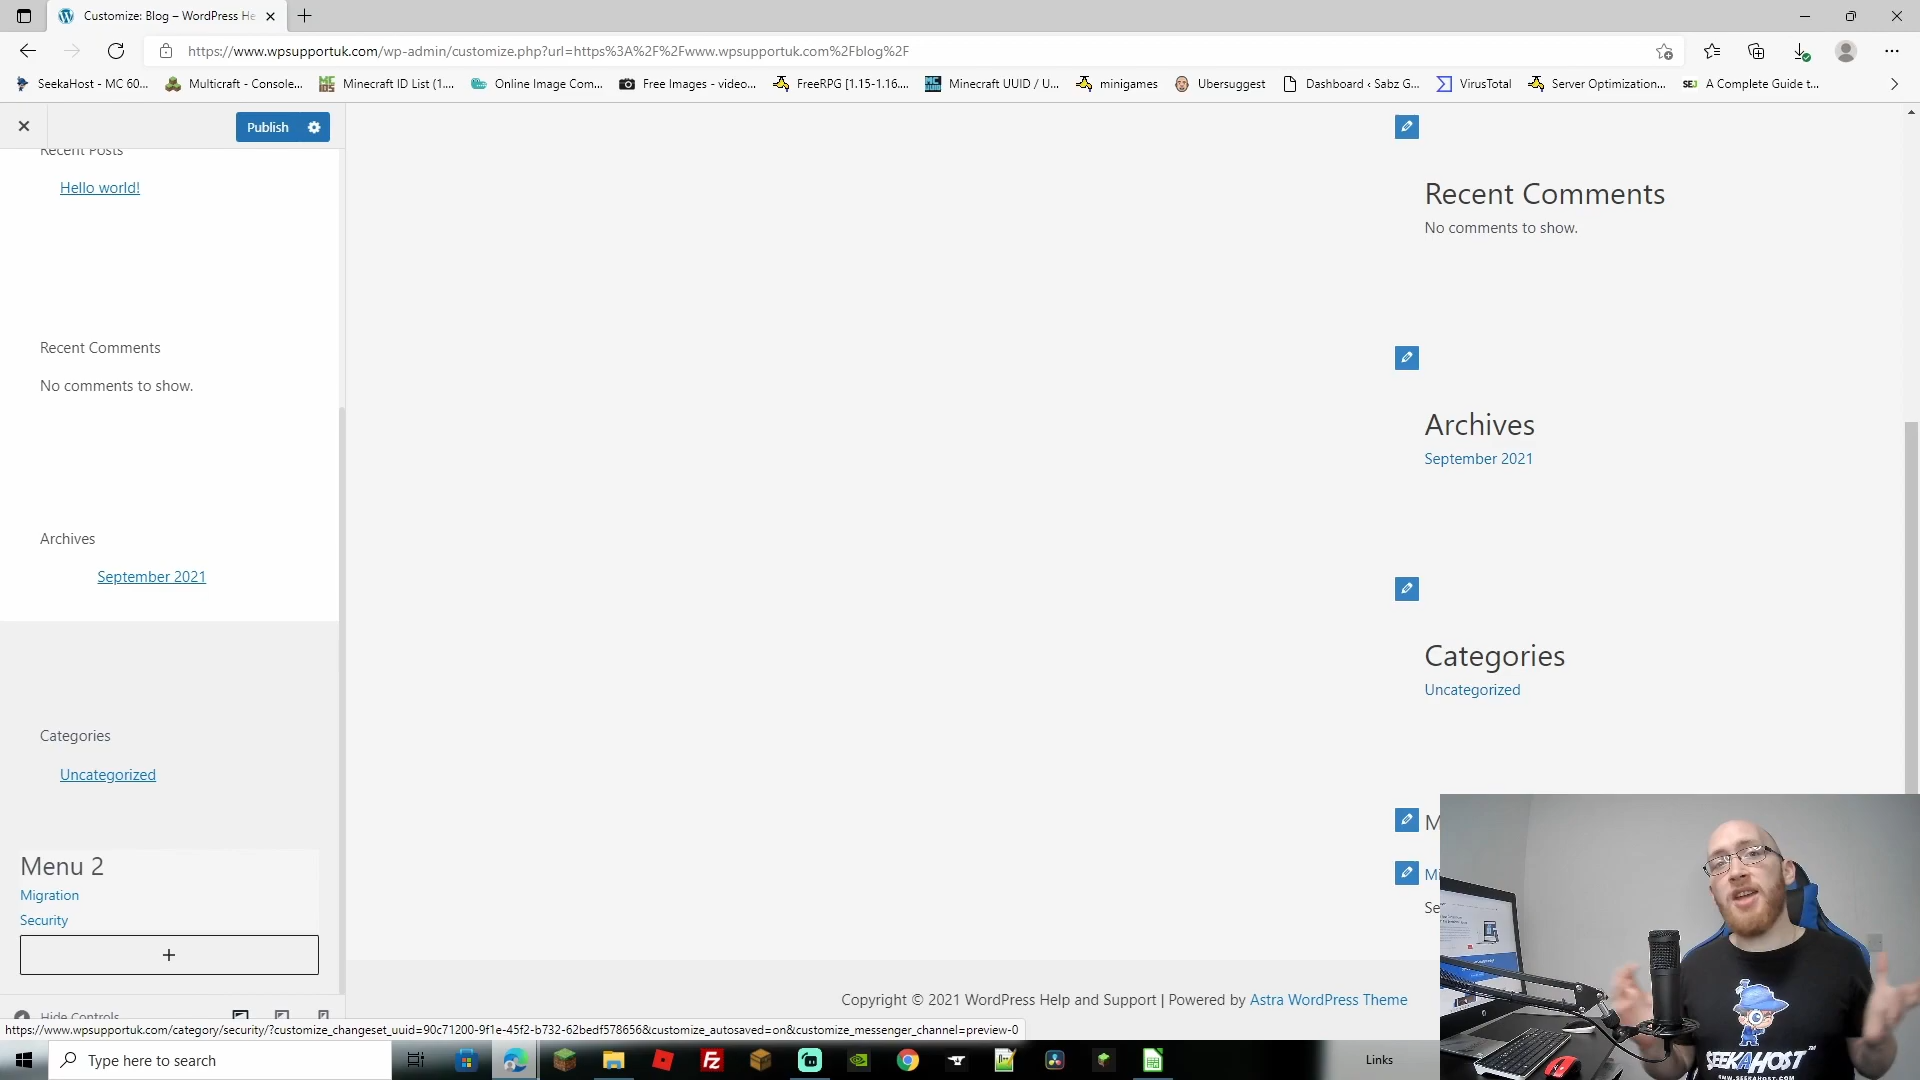 Customize: Blog – WordPress He
https://www.wpsupportuk.com/wp-admin/customize.php?url=https%3A%2F%2Fwww.wpsupportuk.com%2Fblog%2F
SeekaHost - MC 60...
Multicraft - Console...
Minecraft ID List (1....
Online Image Com...
Free Images - video...
FreeRPG [1.15-1.16....
Minecraft UUID / U...
minigames
Ubersuggest
Dashboard ‹ Sabz G...
VirusTotal
Server Optimization...
A Complete Guide t...
Publish
Recent Posts
Hello world!
Recent Comments
No comments to show.
Archives
September 2021
Categories
Uncategorized
Menu 2
Migration
Security
+
Hide Controls
Recent Comments
No comments to show.
Archives
September 2021
Categories
Uncategorized
M
Mi
Se
Copyright © 2021 WordPress Help and Support | Powered by Astra WordPress Theme
https://www.wpsupportuk.com/category/security/?customize_changeset_uuid=90c71200-9f1e-45f2-b732-62bedf578656&customize_autosaved=on&customize_messenger_channel=preview-0
Type here to search
Links
SEEKAHOST™
WWW.SEEKAHOST.COM